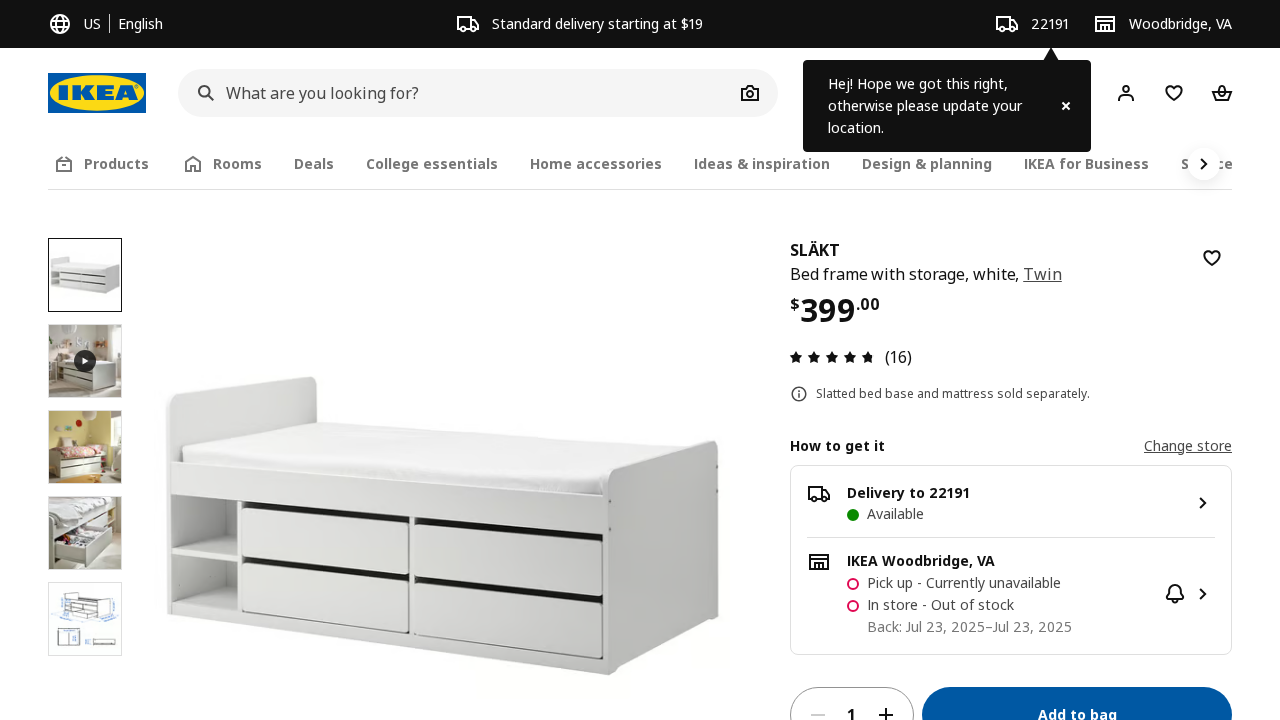 US
English
Standard delivery starting at $19
22191
Woodbridge, VA
IKEA
What are you looking for?
Hej! Hope we got this right,
otherwise please update your
location.
Products
Rooms
Deals
College essentials
Home accessories
Ideas & inspiration
Design & planning
IKEA for Business
SLÄKT
Bed frame with storage, white, Twin
$399.00
(16)
Slatted bed base and mattress sold separately.
How to get it
Change store
Delivery to 22191
Available
IKEA Woodbridge, VA
Pick up - Currently unavailable
In store - Out of stock
Back: Jul 23, 2025–Jul 23, 2025
1
Add to bag